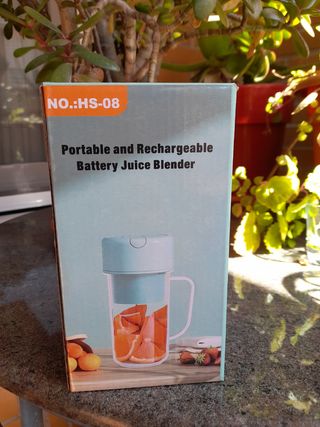 NO.:HS-08
Portable and Rechargeable
Battery Juice Blender